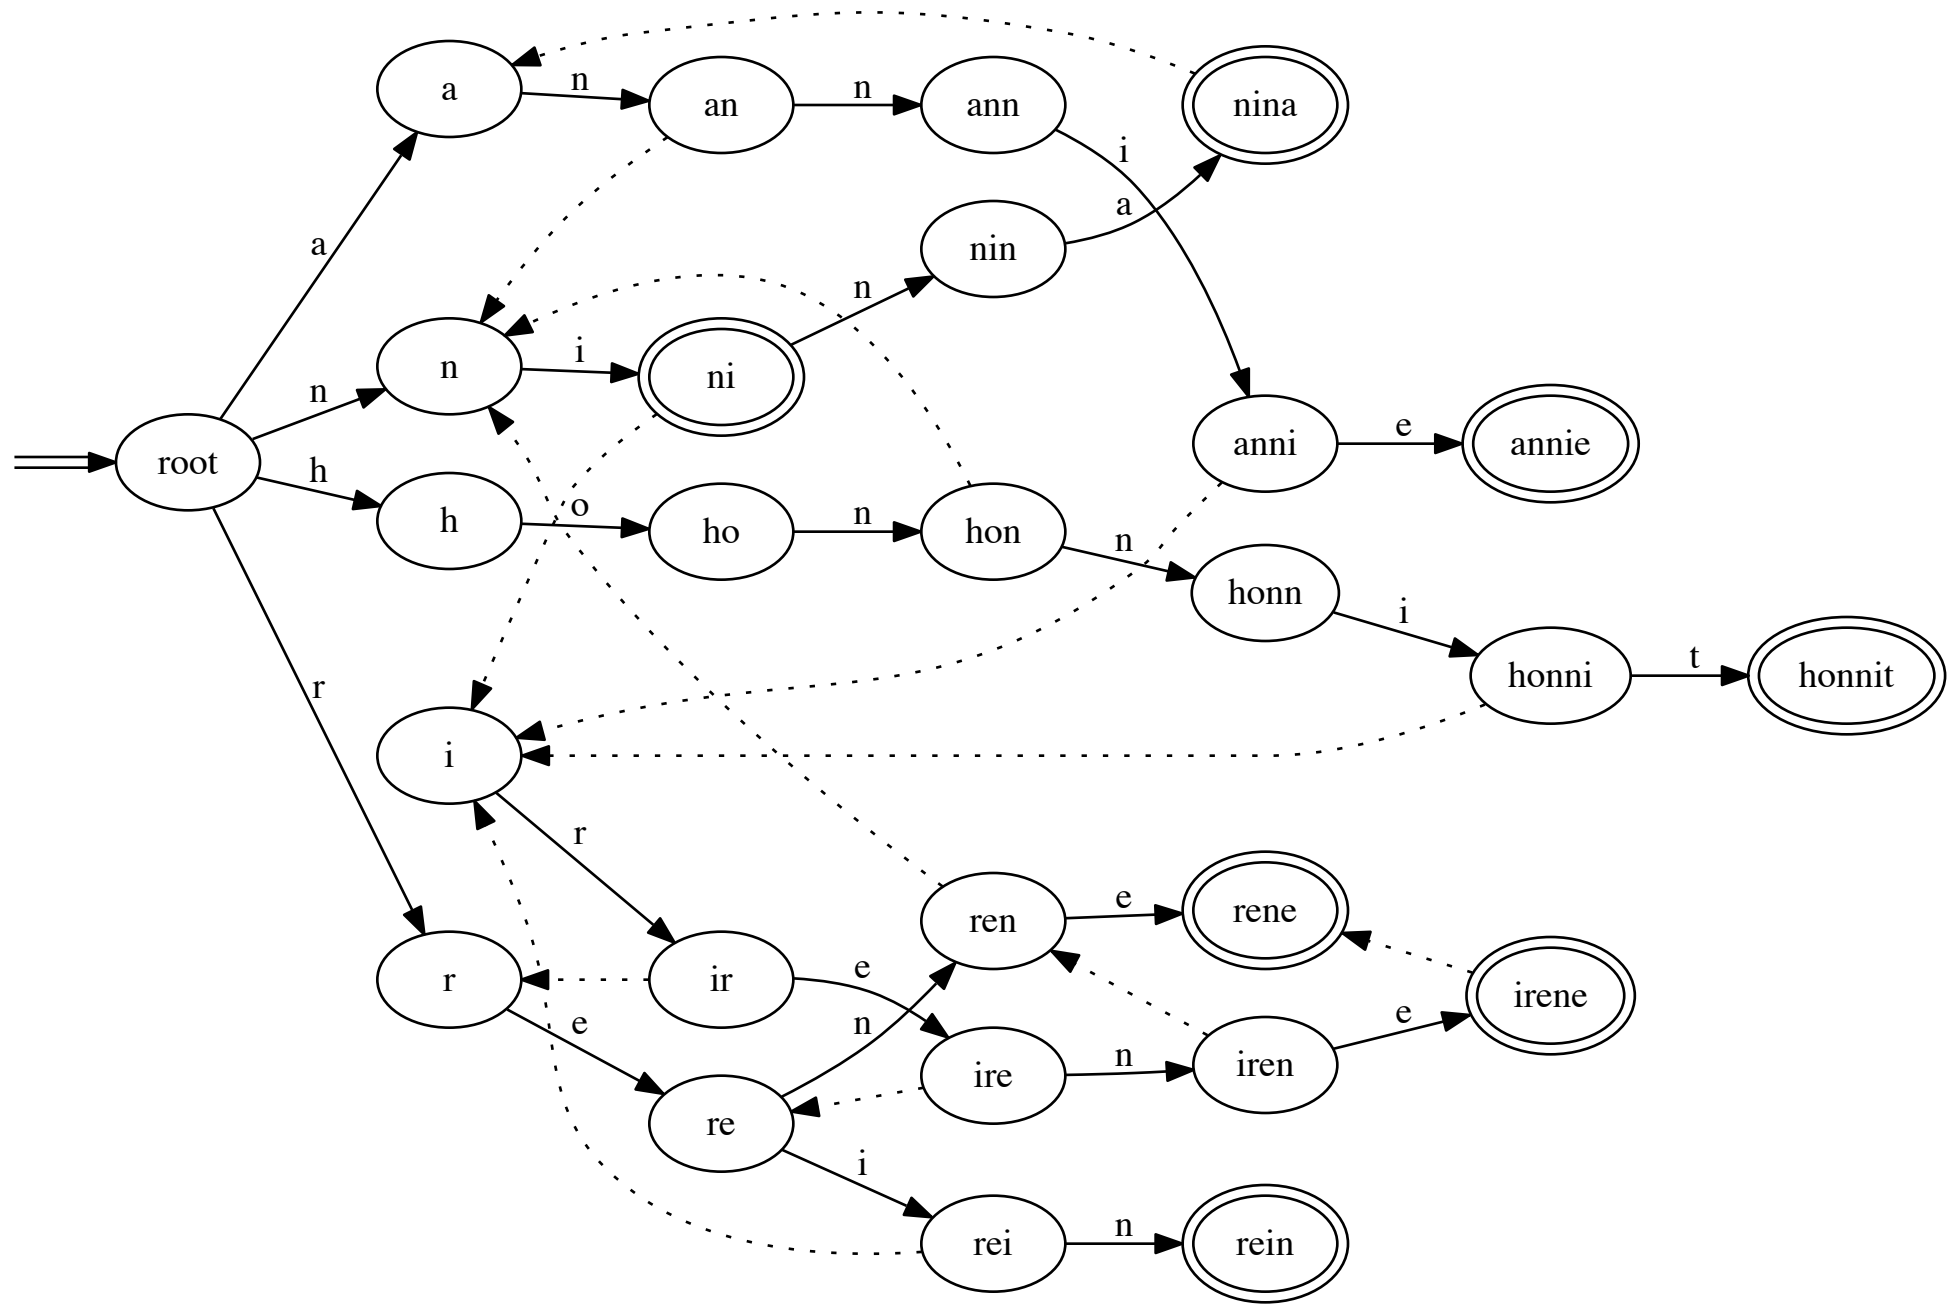 a
n
an
n
ann
i
nina
a
nin
a
n
n
i
ni
n
anni
e
annie
root
h
h
o
ho
n
hon
n
honn
i
honni
t
honnit
r
i
r
ren
e
rene
r
ir
e
n
ire
n
iren
e
irene
e
re
i
rei
n
rein